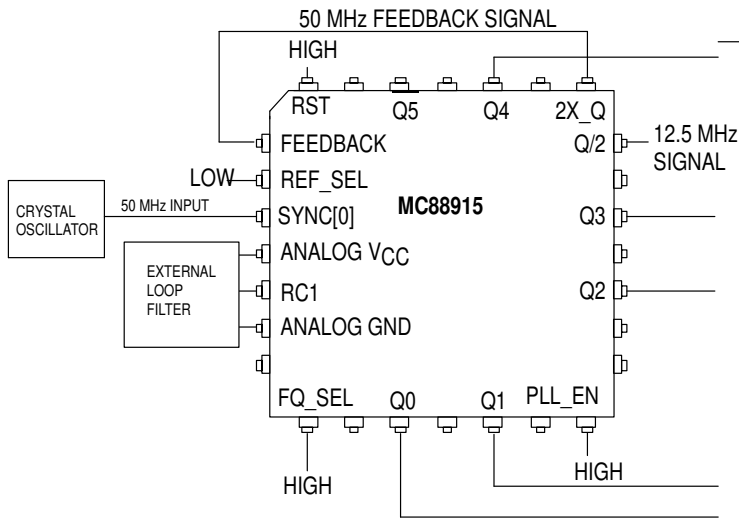 50 MHz FEEDBACK SIGNAL
HIGH
RST
Q5
Q4
2X_Q
FEEDBACK
Q/2
12.5 MHz
SIGNAL
LOW
REF_SEL
MC88915
CRYSTAL
OSCILLATOR
50 MHz INPUT
SYNC[0]
Q3
ANALOG VCC
EXTERNAL
LOOP
FILTER
RC1
Q2
ANALOG GND
FQ_SEL
Q0
Q1
PLL_EN
HIGH
HIGH